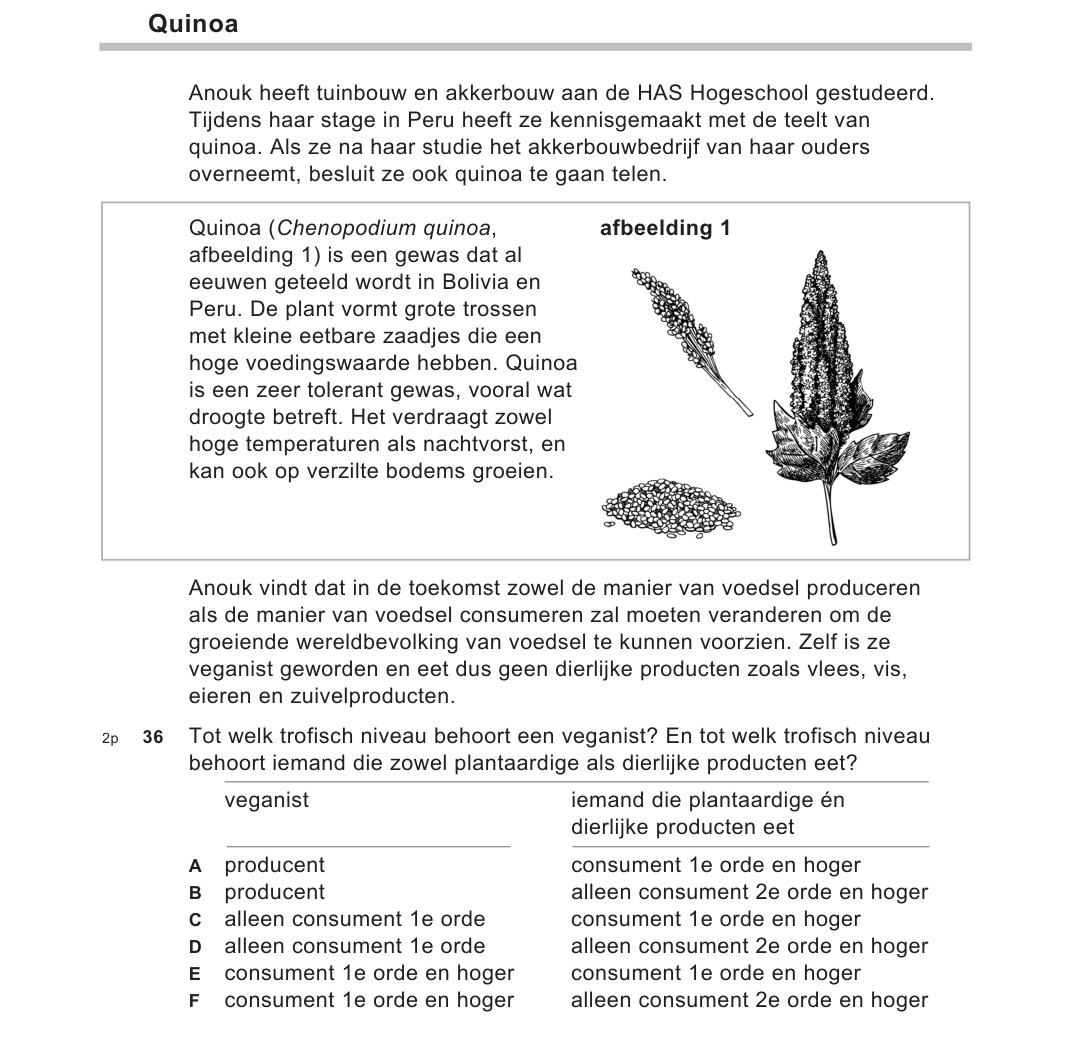 Quinoa
Anouk heeft tuinbouw en akkerbouw aan de HAS Hogeschool gestudeerd.
Tijdens haar stage in Peru heeft ze kennisgemaakt met de teelt van
quinoa. Als ze na haar studie het akkerbouwbedrijf van haar ouders
overneemt, besluit ze ook quinoa te gaan telen.
Quinoa (Chenopodium quinoa,
afbeelding 1) is een gewas dat al
eeuwen geteeld wordt in Bolivia en
Peru. De plant vormt grote trossen
met kleine eetbare zaadjes die een
hoge voedingswaarde hebben. Quinoa
is een zeer tolerant gewas, vooral wat
droogte betreft. Het verdraagt zowel
hoge temperaturen als nachtvorst, en
kan ook op verzilte bodems groeien.
afbeelding 1
Anouk vindt dat in de toekomst zowel de manier van voedsel produceren
als de manier van voedsel consumeren zal moeten veranderen om de
groeiende wereldbevolking van voedsel te kunnen voorzien. Zelf is ze
veganist geworden en eet dus geen dierlijke producten zoals vlees, vis,
eieren en zuivelproducten.
2p 36 Tot welk trofisch niveau behoort een veganist? En tot welk trofisch niveau
behoort iemand die zowel plantaardige als dierlijke producten eet?
veganist iemand die plantaardige én
dierlijke producten eet
A producent consument 1e orde en hoger
B producent alleen consument 2e orde en hoger
C alleen consument 1e orde consument 1e orde en hoger
D alleen consument 1e orde alleen consument 2e orde en hoger
E consument 1e orde en hoger consument 1e orde en hoger
F consument 1e orde en hoger alleen consument 2e orde en hoger